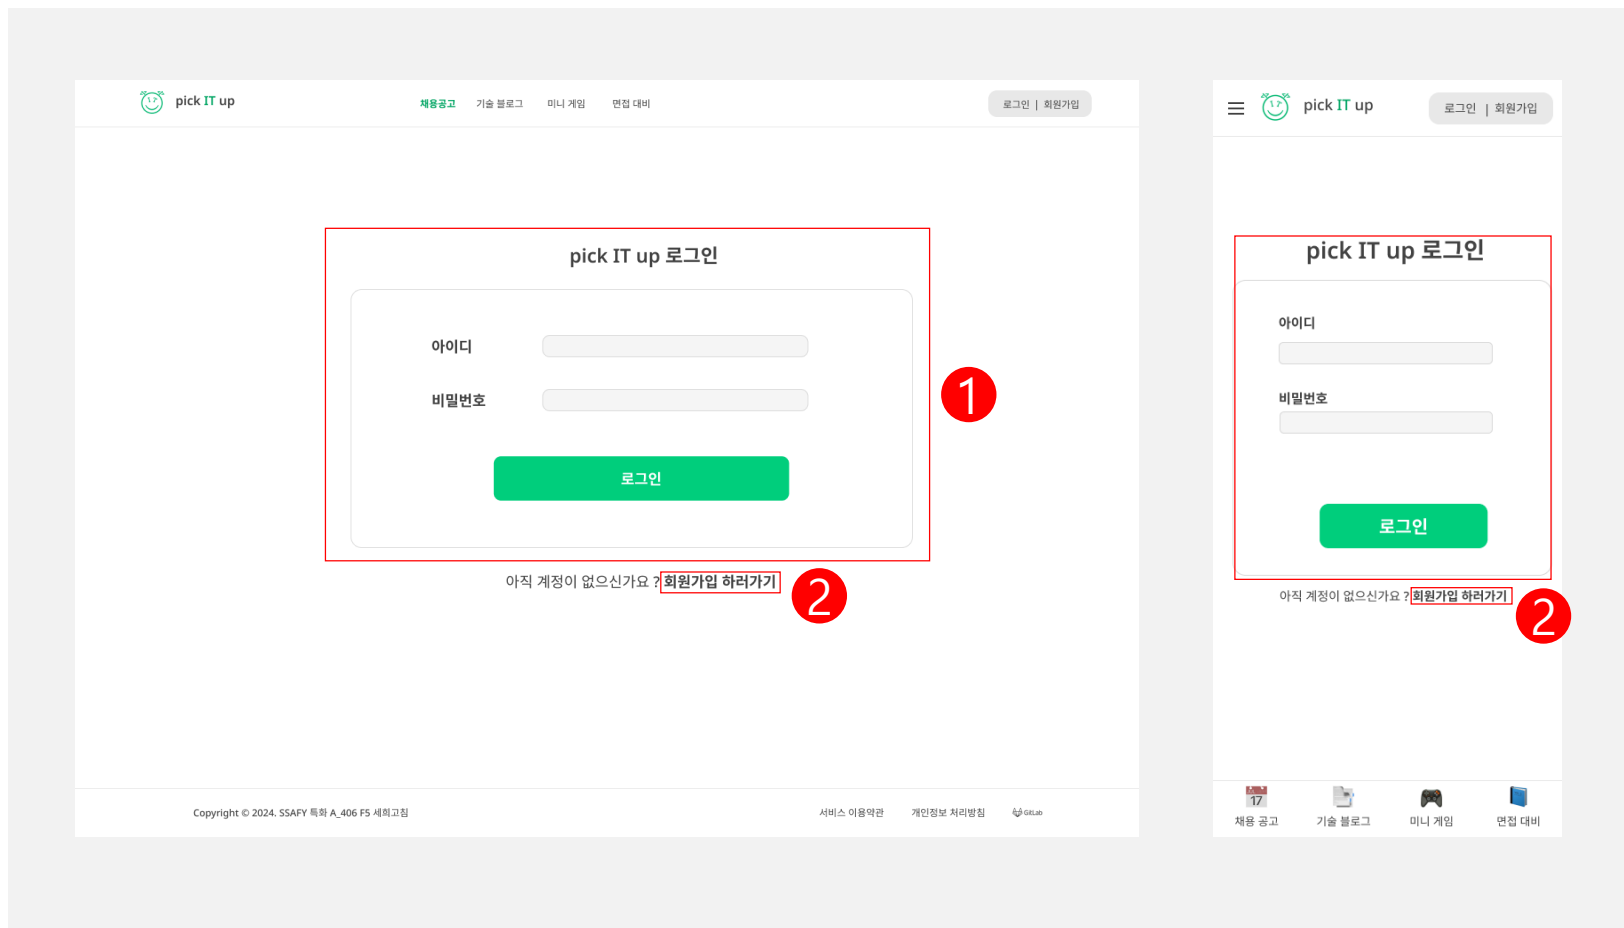 pick IT up
채용공고 기술 블로그 미니 게임 면접 대비
로그인 | 회원가입
pick IT up 로그인
아이디
비밀번호
로그인
1
아직 계정이 없으신가요 ? 회원가입 하러가기
2
Copyright © 2024. SSAFY 특화 A_406 F5 세희고침
서비스 이용약관 개인정보 처리방침 GitLab
pick IT up
로그인 | 회원가입
pick IT up 로그인
아이디
비밀번호
로그인
아직 계정이 없으신가요 ? 회원가입 하러가기
2
17
채용 공고 기술 블로그 미니 게임 면접 대비